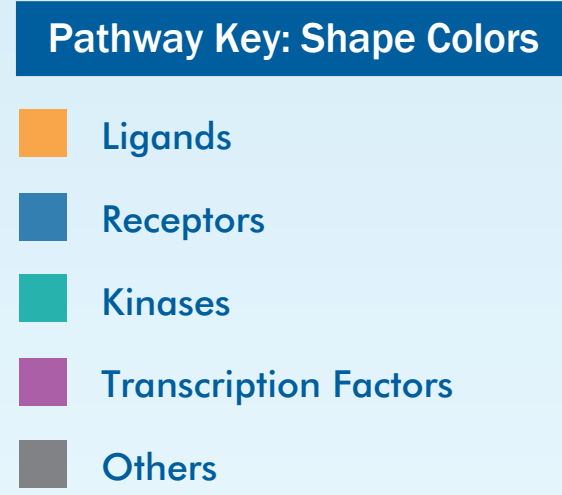 Pathway Key: Shape Colors
Ligands
Receptors
Kinases
Transcription Factors
Others